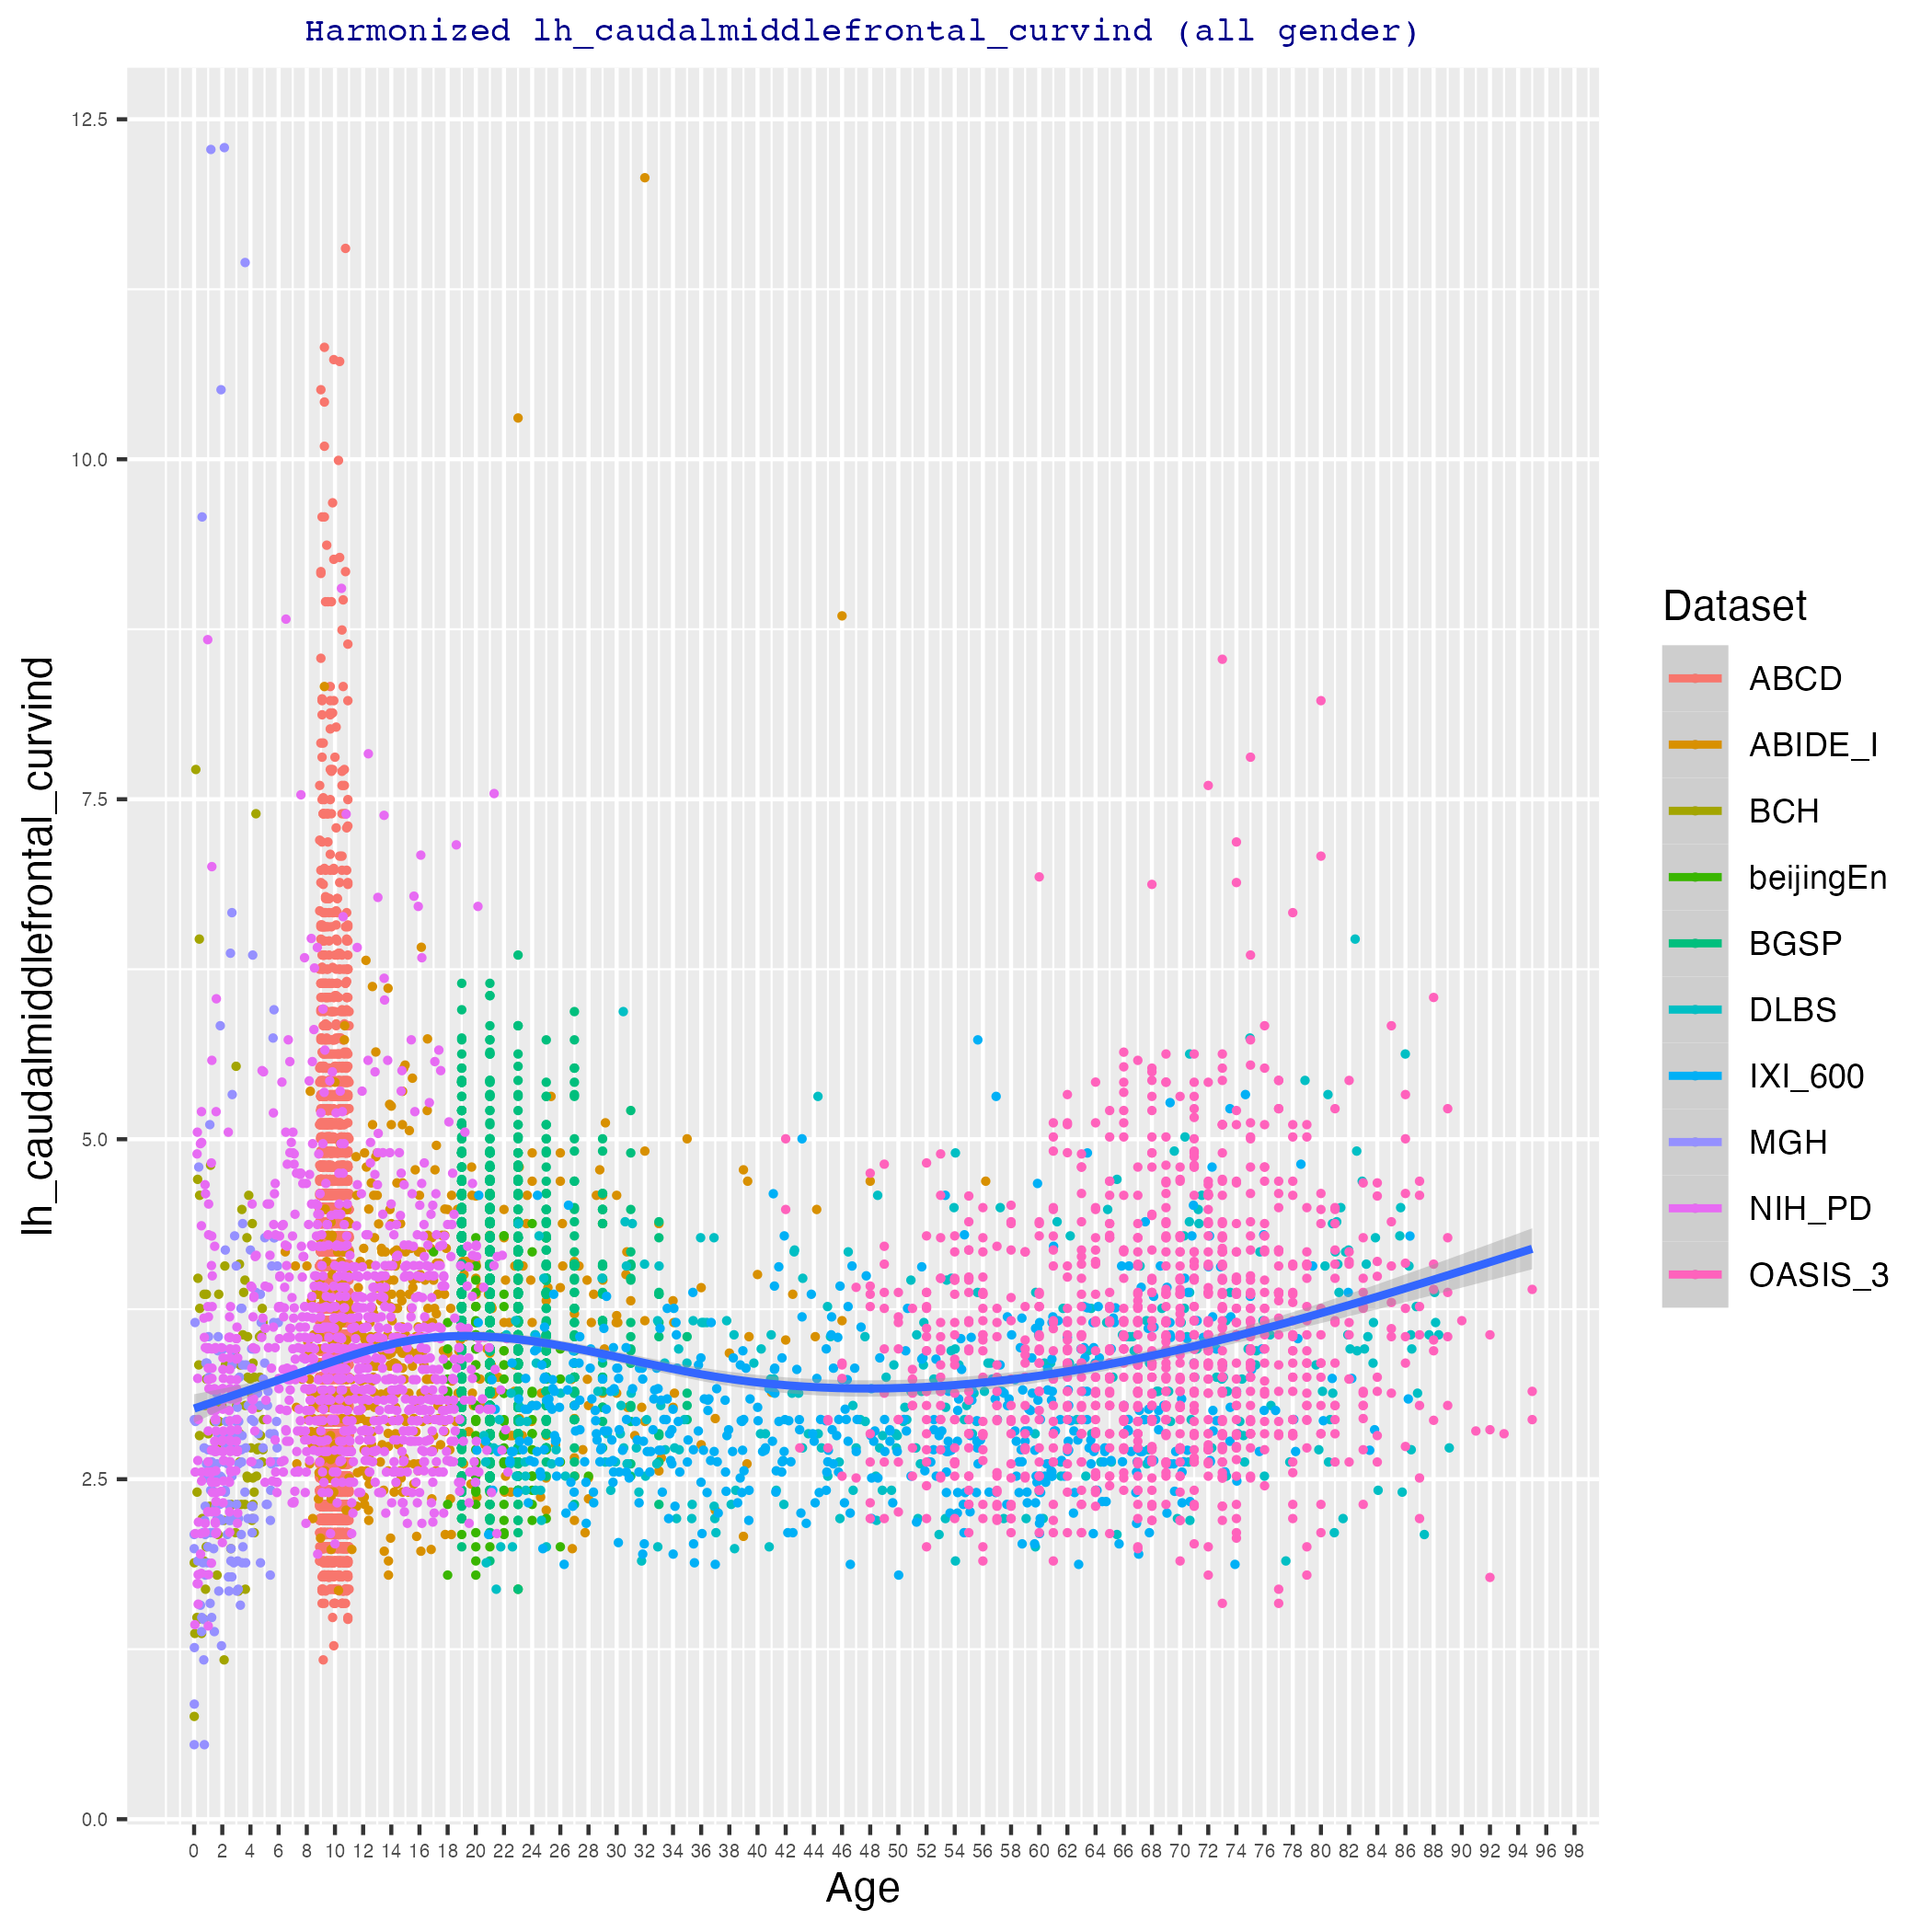 Harmonized lh_caudalmiddlefrontal_curvind (all gender)
lh_caudalmiddlefrontal_curvind
12.5
10.0
7.5
5.0
2.5
0.0
0 2 4 6 8 10 12 14 16 18 20 22 24 26 28 30 32 34 36 38 40 42 44 46 48 50 52 54 56 58 60 62 64 66 68 70 72 74 76 78 80 82 84 86 88 90 92 94 96 98
Age
Dataset
ABCD
ABIDE_I
BCH
beijingEn
BGSP
DLBS
IXI_600
MGH
NIH_PD
OASIS_3